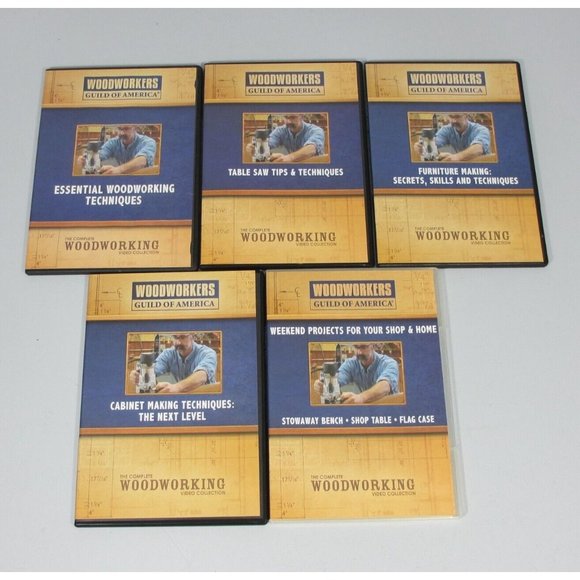 WOODWORKERS
GUILD OF AMERICA®
ESSENTIAL WOODWORKING
TECHNIQUES
THE COMPLETE
WOODWORKING
VIDEO COLLECTION
WOODWORKERS
GUILD OF AMERICA
TABLE SAW TIPS & TECHNIQUES
THE COMPLETE
WOODWORKING
VIDEO COLLECTION
WOODWORKERS
GUILD OF AMERICA
FURNITURE MAKING:
SECRETS, SKILLS AND TECHNIQUES
THE COMPLETE
WOODWORKING
VIDEO COLLECTION
WOODWORKERS
GUILD OF AMERICA
CABINET MAKING TECHNIQUES:
THE NEXT LEVEL
THE COMPLETE
WOODWORKING
VIDEO COLLECTION
WOODWORKERS
GUILD OF AMERICA®
WEEKEND PROJECTS FOR YOUR SHOP & HOME
STOWAWAY BENCH • SHOP TABLE • FLAG CASE
THE COMPLETE
WOODWORKING
VIDEO COLLECTION